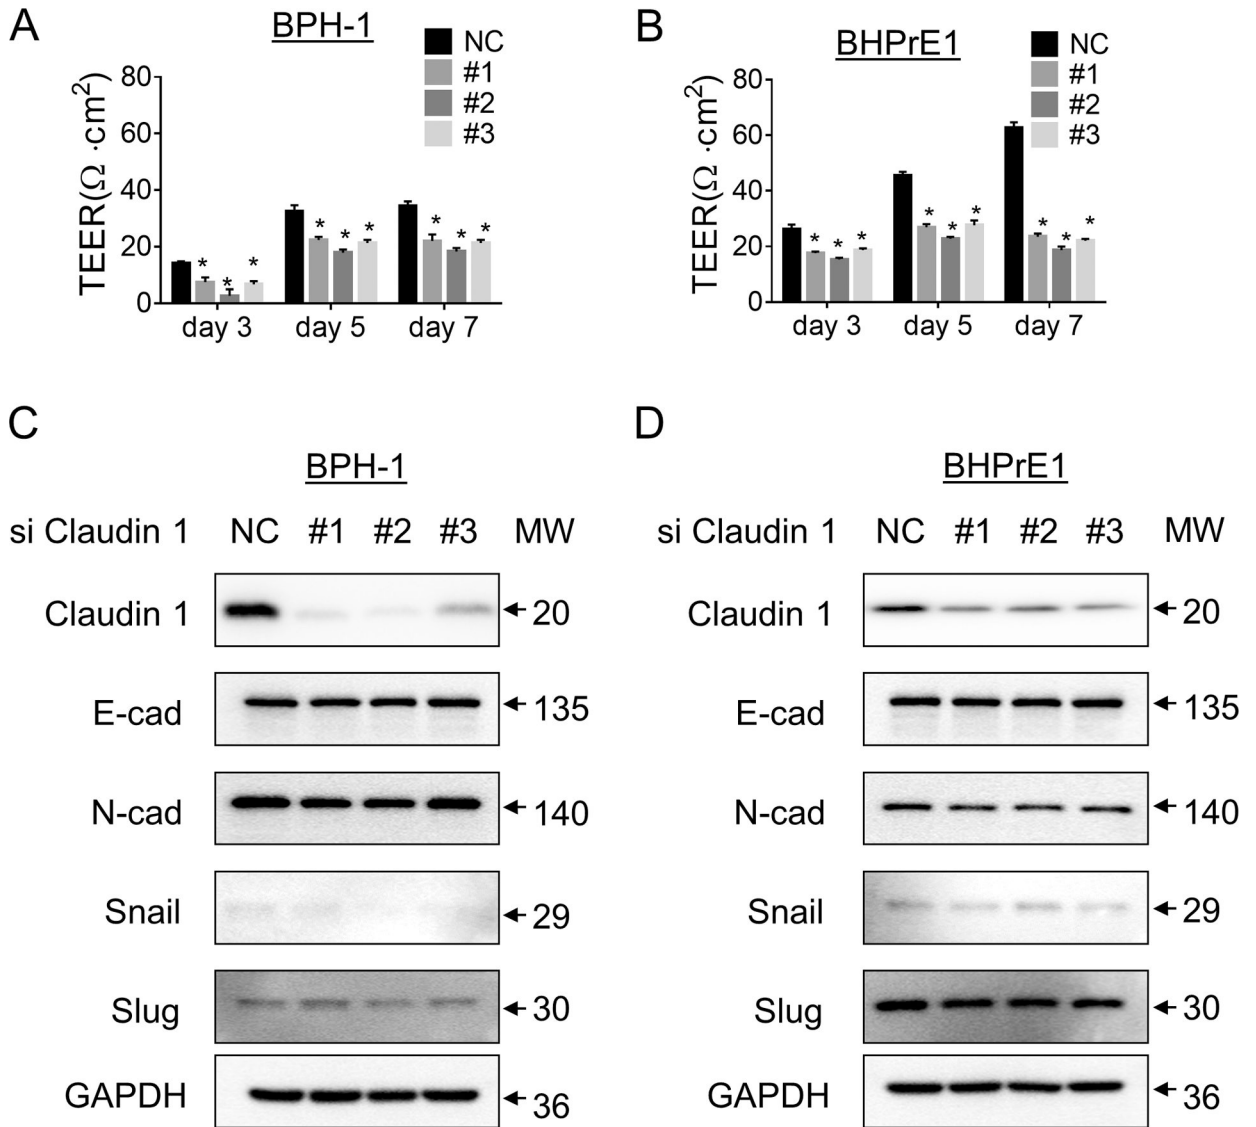 A
BPH-1
NC
#1
#2
#3
TEER(Ω ·cm²)
80
60
40
20
0
* * *
* * *
* * *
day 3 day 5 day 7
B
BHPrE1
NC
#1
#2
#3
TEER(Ω ·cm²)
80
60
40
20
0
* * *
* * *
* * *
day 3 day 5 day 7
C
BPH-1
si Claudin 1 NC #1 #2 #3 MW
Claudin 1 20
E-cad 135
N-cad 140
Snail 29
Slug 30
GAPDH 36
D
BHPrE1
si Claudin 1 NC #1 #2 #3 MW
Claudin 1 20
E-cad 135
N-cad 140
Snail 29
Slug 30
GAPDH 36